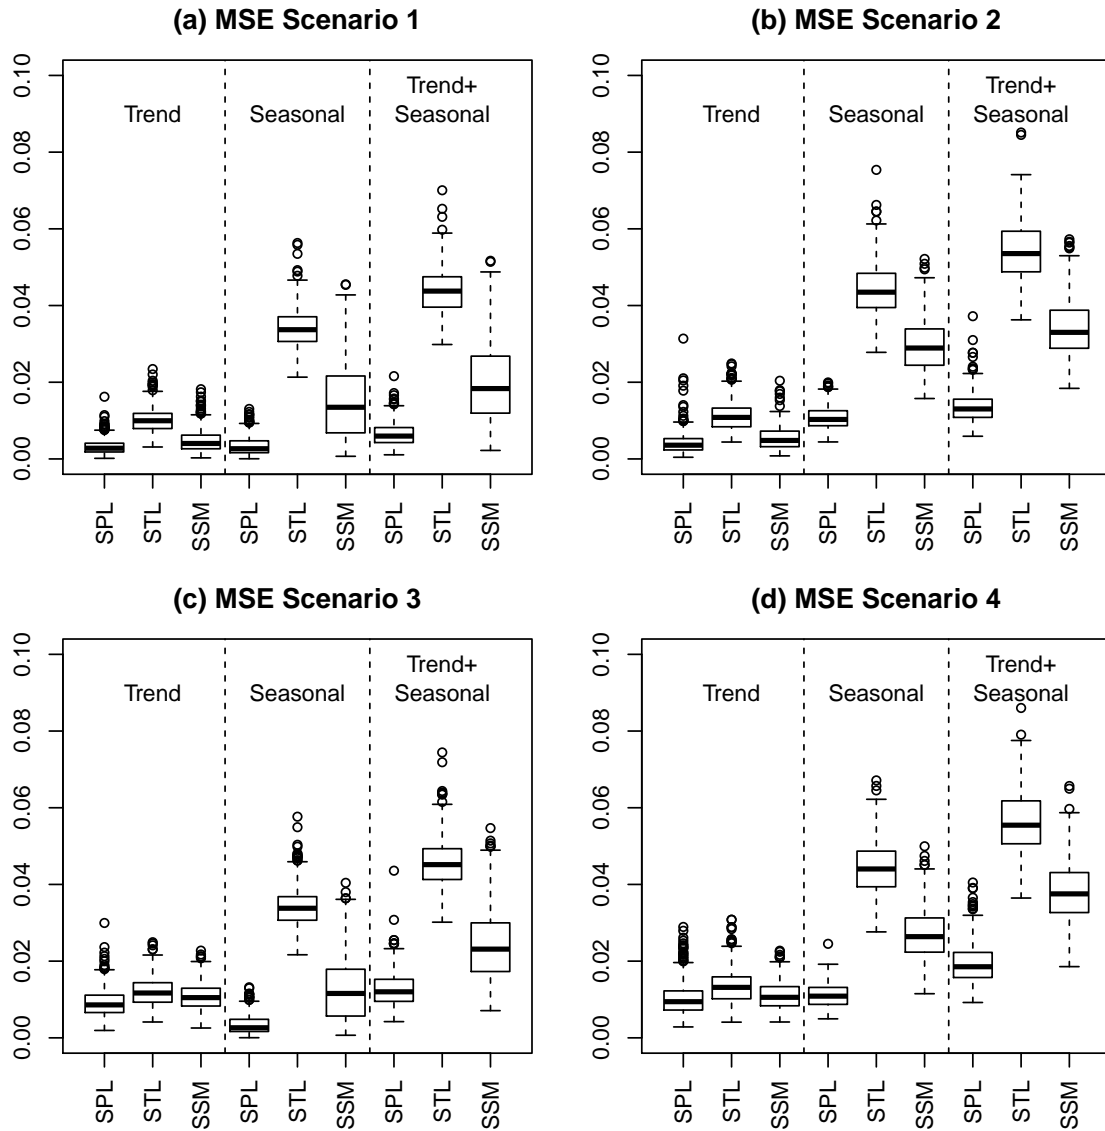 (a) MSE Scenario 1
0.00 0.02 0.04 0.06 0.08 0.10
Trend
Seasonal
Trend+
Seasonal
SPL STL SSM SPL STL SSM SPL STL SSM
(b) MSE Scenario 2
0.00 0.02 0.04 0.06 0.08 0.10
Trend
Seasonal
Trend+
Seasonal
SPL STL SSM SPL STL SSM SPL STL SSM
(c) MSE Scenario 3
0.00 0.02 0.04 0.06 0.08 0.10
Trend
Seasonal
Trend+
Seasonal
SPL STL SSM SPL STL SSM SPL STL SSM
(d) MSE Scenario 4
0.00 0.02 0.04 0.06 0.08 0.10
Trend
Seasonal
Trend+
Seasonal
SPL STL SSM SPL STL SSM SPL STL SSM